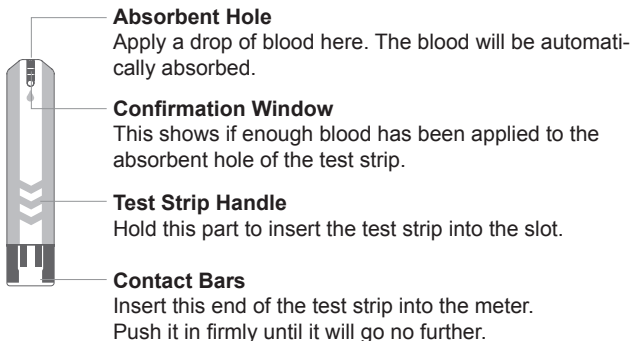 Absorbent Hole
Apply a drop of blood here. The blood will be automati-
cally absorbed.
Confirmation Window
This shows if enough blood has been applied to the
absorbent hole of the test strip.
Test Strip Handle
Hold this part to insert the test strip into the slot.
Contact Bars
Insert this end of the test strip into the meter.
Push it in firmly until it will go no further.